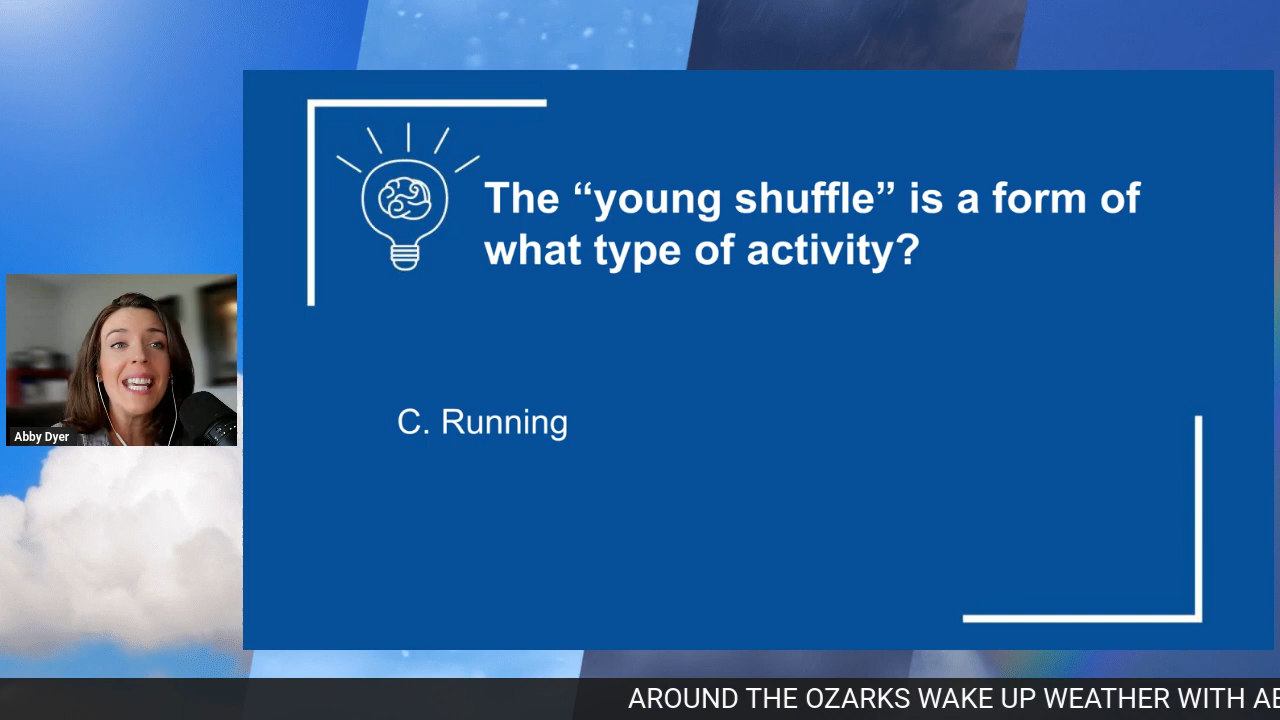 The “young shuffle” is a form of
what type of activity?
C. Running
Abby Dyer
AROUND THE OZARKS WAKE UP WEATHER WITH AB